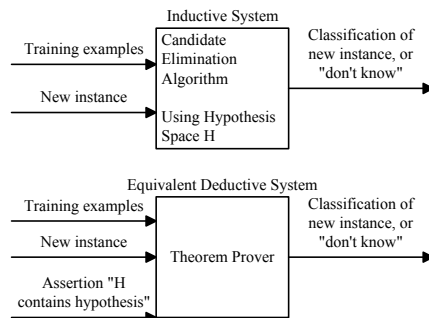 Inductive System
Training examples
New instance
Candidate
Elimination
Algorithm
Using Hypothesis
Space H
Classification of
new instance, or
"don't know"
Equivalent Deductive System
Training examples
New instance
Assertion "H
contains hypothesis"
Theorem Prover
Classification of
new instance, or
"don't know"